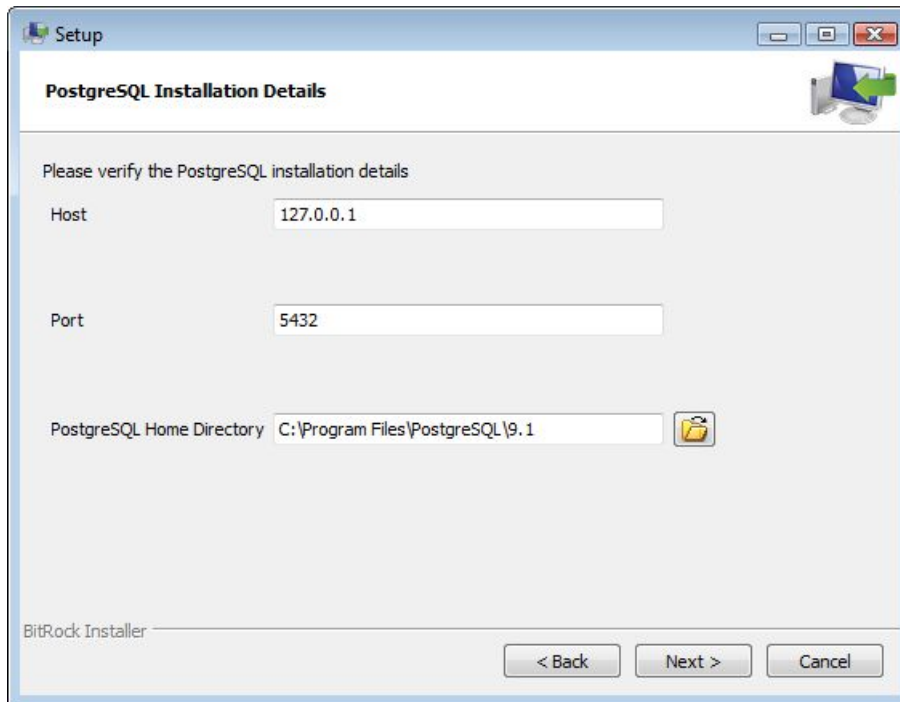 Setup
PostgreSQL Installation Details
Please verify the PostgreSQL installation details
Host 127.0.0.1
Port 5432
PostgreSQL Home Directory C:\Program Files\PostgreSQL\9.1
BitRock Installer
< Back Next > Cancel